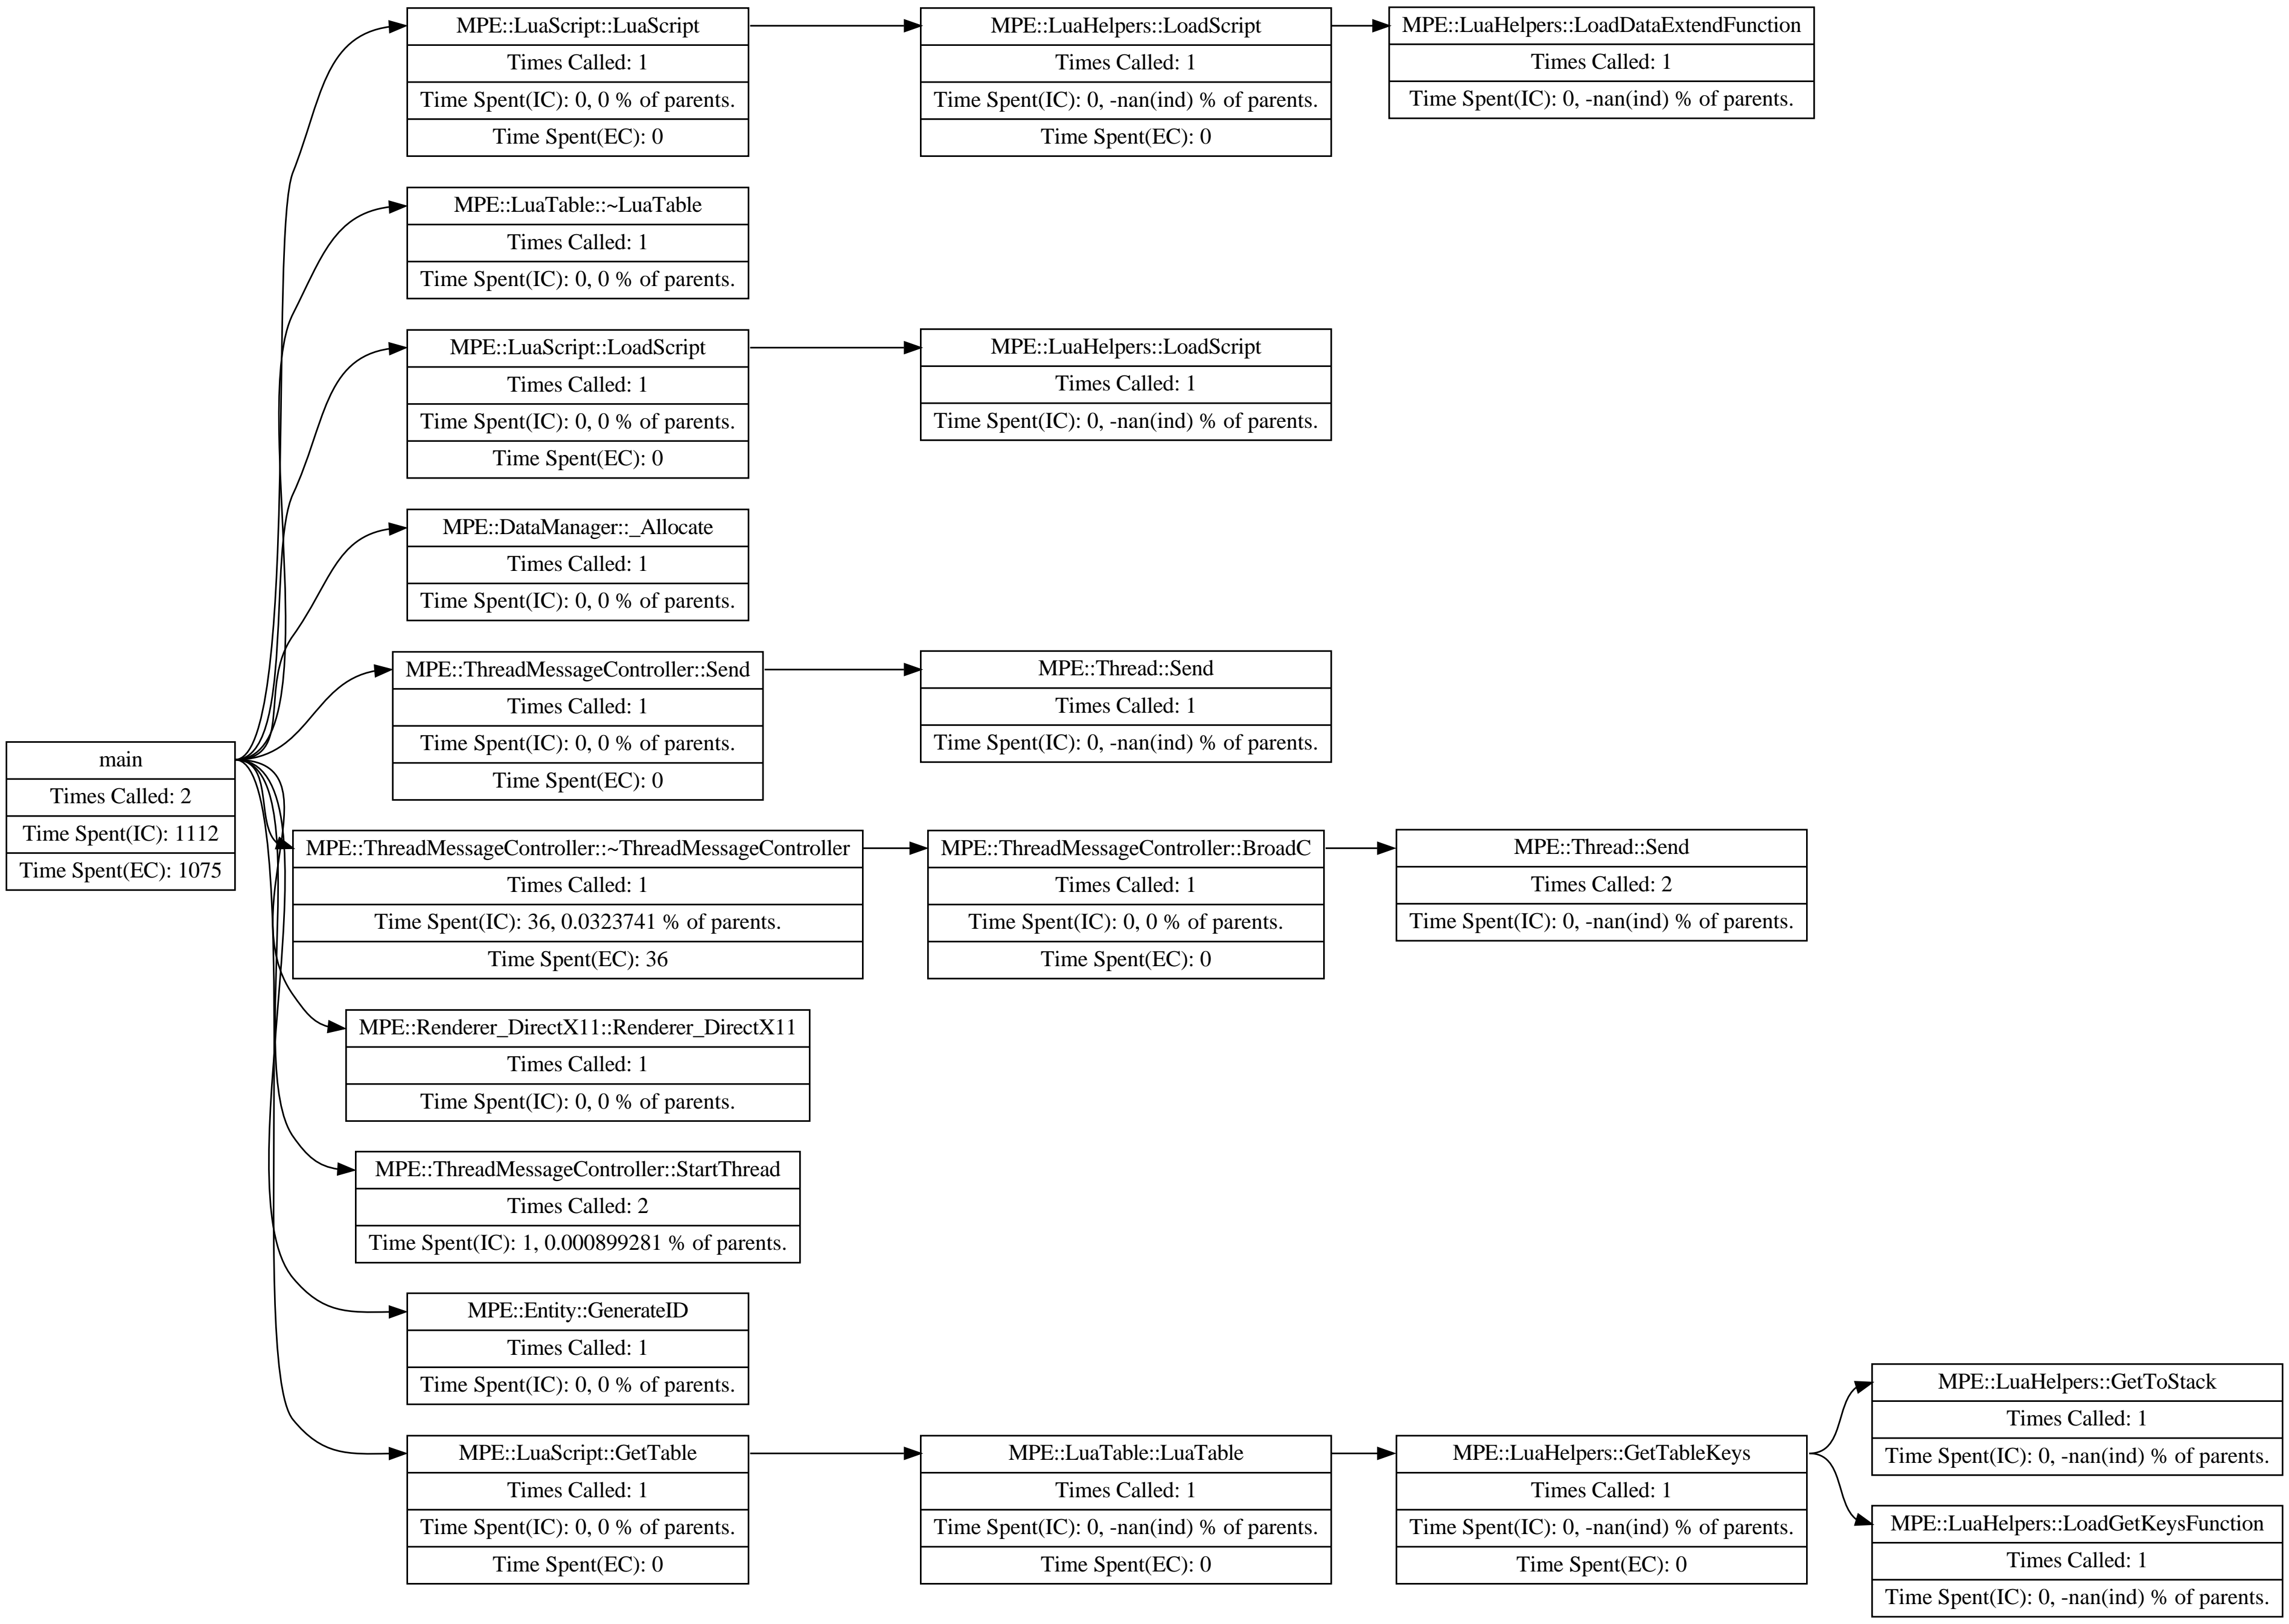 MPE::LuaScript::LuaScript
Times Called: 1
Time Spent(IC): 0, 0 % of parents.
Time Spent(EC): 0
MPE::LuaHelpers::LoadScript
Times Called: 1
Time Spent(IC): 0, -nan(ind) % of parents.
Time Spent(EC): 0
MPE::LuaHelpers::LoadDataExtendFunction
Times Called: 1
Time Spent(IC): 0, -nan(ind) % of parents.
MPE::LuaTable::~LuaTable
Times Called: 1
Time Spent(IC): 0, 0 % of parents.
MPE::LuaScript::LoadScript
Times Called: 1
Time Spent(IC): 0, 0 % of parents.
Time Spent(EC): 0
MPE::LuaHelpers::LoadScript
Times Called: 1
Time Spent(IC): 0, -nan(ind) % of parents.
MPE::DataManager::_Allocate
Times Called: 1
Time Spent(IC): 0, 0 % of parents.
MPE::ThreadMessageController::Send
Times Called: 1
Time Spent(IC): 0, 0 % of parents.
Time Spent(EC): 0
MPE::Thread::Send
Times Called: 1
Time Spent(IC): 0, -nan(ind) % of parents.
main
Times Called: 2
Time Spent(IC): 1112
Time Spent(EC): 1075
MPE::ThreadMessageController::~ThreadMessageController
Times Called: 1
Time Spent(IC): 36, 0.0323741 % of parents.
Time Spent(EC): 36
MPE::ThreadMessageController::BroadC
Times Called: 1
Time Spent(IC): 0, 0 % of parents.
Time Spent(EC): 0
MPE::Thread::Send
Times Called: 2
Time Spent(IC): 0, -nan(ind) % of parents.
MPE::Renderer_DirectX11::Renderer_DirectX11
Times Called: 1
Time Spent(IC): 0, 0 % of parents.
MPE::ThreadMessageController::StartThread
Times Called: 2
Time Spent(IC): 1, 0.000899281 % of parents.
MPE::Entity::GenerateID
Times Called: 1
Time Spent(IC): 0, 0 % of parents.
MPE::LuaScript::GetTable
Times Called: 1
Time Spent(IC): 0, 0 % of parents.
Time Spent(EC): 0
MPE::LuaTable::LuaTable
Times Called: 1
Time Spent(IC): 0, -nan(ind) % of parents.
Time Spent(EC): 0
MPE::LuaHelpers::GetTableKeys
Times Called: 1
Time Spent(IC): 0, -nan(ind) % of parents.
Time Spent(EC): 0
MPE::LuaHelpers::GetToStack
Times Called: 1
Time Spent(IC): 0, -nan(ind) % of parents.
MPE::LuaHelpers::LoadGetKeysFunction
Times Called: 1
Time Spent(IC): 0, -nan(ind) % of parents.